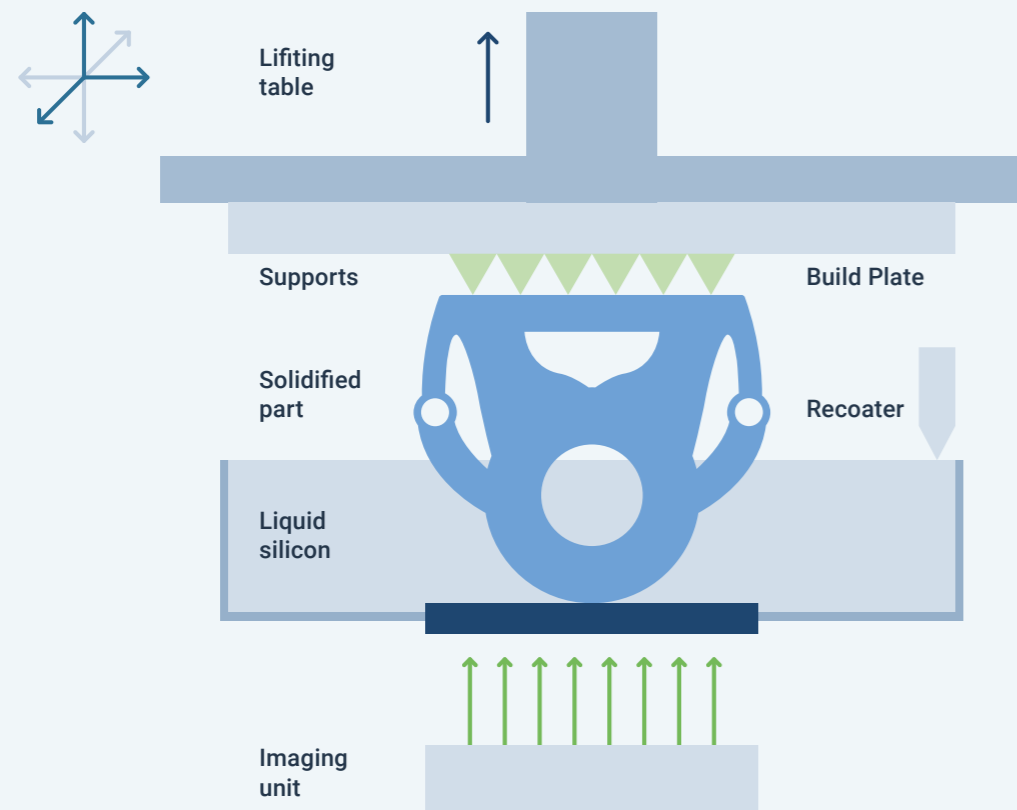 Lifiting
table
Supports
Build Plate
Solidified
part
Recoater
Liquid
silicon
Imaging
unit